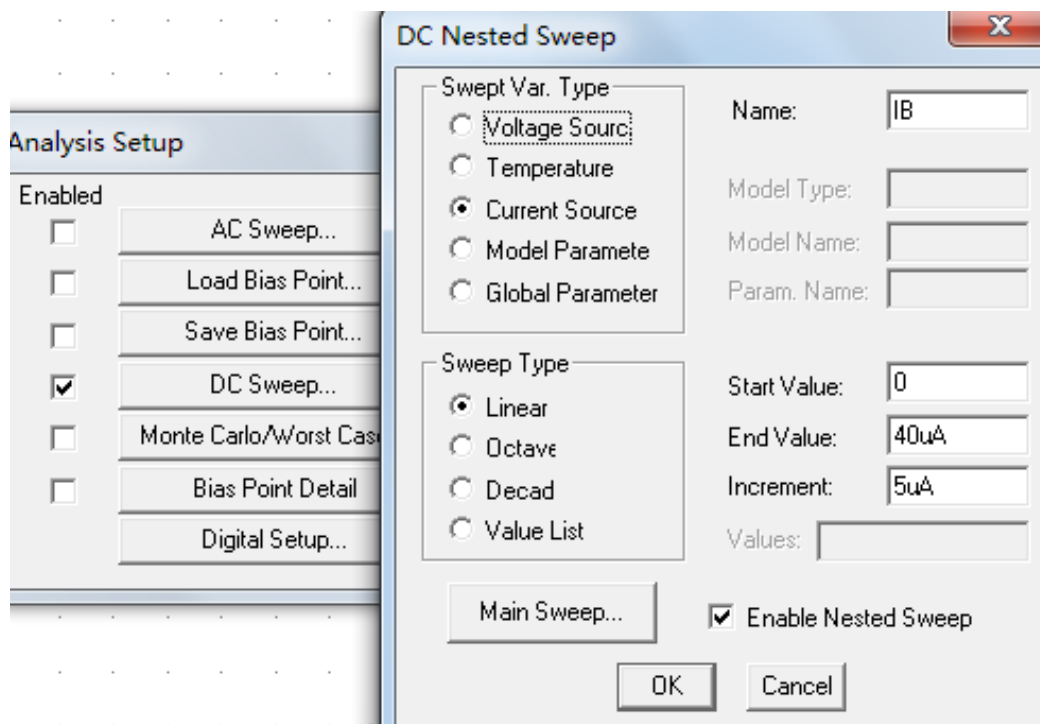 Analysis Setup
Enabled
AC Sweep...
Load Bias Point...
Save Bias Point...
DC Sweep...
Monte Carlo/Worst Cas
Bias Point Detail
Digital Setup...
DC Nested Sweep
X
Swept Var. Type
Voltage Sourc
Temperature
Current Source
Model Paramete
Global Parameter
Name: IB
Model Type:
Model Name:
Param. Name:
Sweep Type
Linear
Octave
Decad
Value List
Start Value: 0
End Value: 40uA
Increment: 5uA
Values:
Main Sweep...
Enable Nested Sweep
OK Cancel